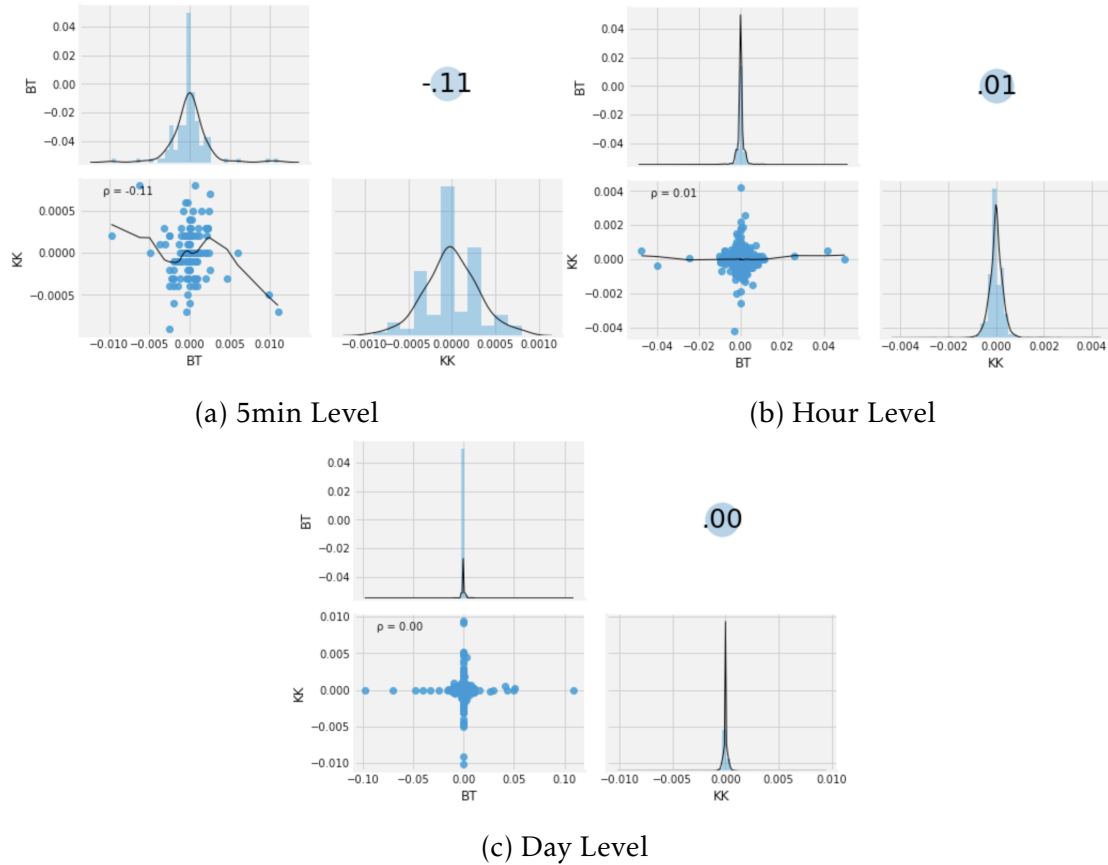 0.04
0.02
0.00
−0.02
−0.04
BT
-.11
ρ = -0.11
0.0005
0.0000
−0.0005
KK
−0.010 −0.005 0.000 0.005 0.010
BT
−0.0010 −0.0005 0.0000 0.0005 0.0010
KK
(a) 5min Level
0.04
0.02
0.00
−0.02
−0.04
BT
.01
ρ = 0.01
0.004
0.002
0.000
−0.002
−0.004
KK
−0.04 −0.02 0.00 0.02 0.04
BT
−0.004 −0.002 0.000 0.002 0.004
KK
(b) Hour Level
0.04
0.02
0.00
−0.02
−0.04
BT
.00
ρ = 0.00
0.010
0.005
0.000
−0.005
−0.010
KK
−0.10 −0.05 0.00 0.05 0.10
BT
−0.010 −0.005 0.000 0.005 0.010
KK
(c) Day Level